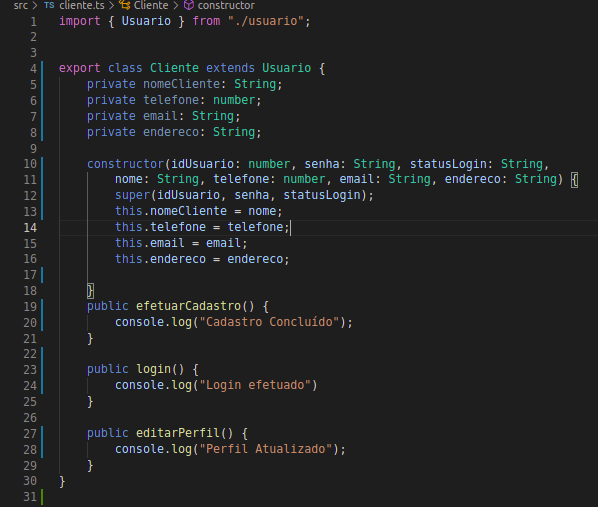 src > TS cliente.ts > Cliente > constructor
1 import { Usuario } from "./usuario";
2
3
4 export class Cliente extends Usuario {
5 private nomeCliente: String;
6 private telefone: number;
7 private email: String;
8 private endereco: String;
9
10 constructor(idUsuario: number, senha: String, statusLogin: String,
11 nome: String, telefone: number, email: String, endereco: String) {
12 super(idUsuario, senha, statusLogin);
13 this.nomeCliente = nome;
14 this.telefone = telefone;
15 this.email = email;
16 this.endereco = endereco;
17
18 }
19 public efetuarCadastro() {
20 console.log("Cadastro Concluído");
21 }
22
23 public login() {
24 console.log("Login efetuado")
25 }
26
27 public editarPerfil() {
28 console.log("Perfil Atualizado");
29 }
30 }
31